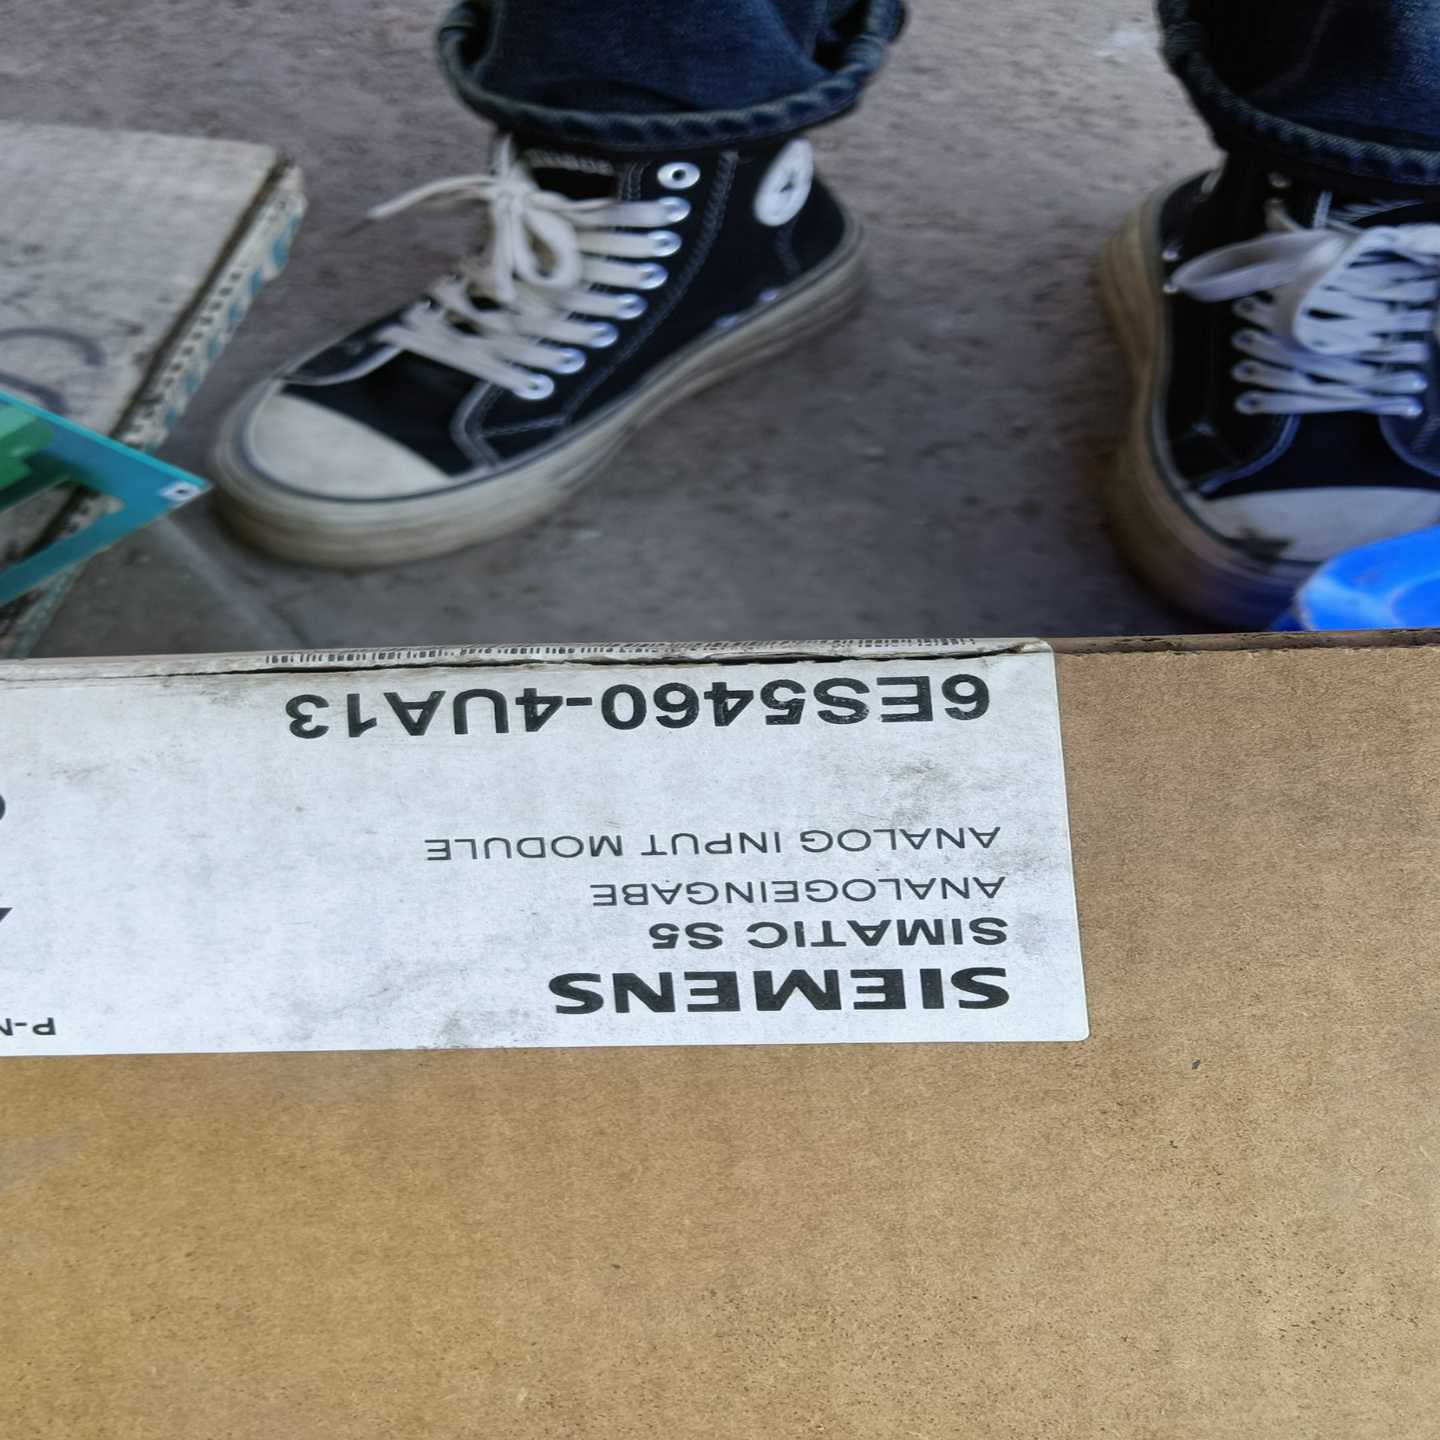 SIEMENS
SIMATIC S5
ANALOGEINGABE
ANALOG INPUT MODULE
6ES5460-4UA13